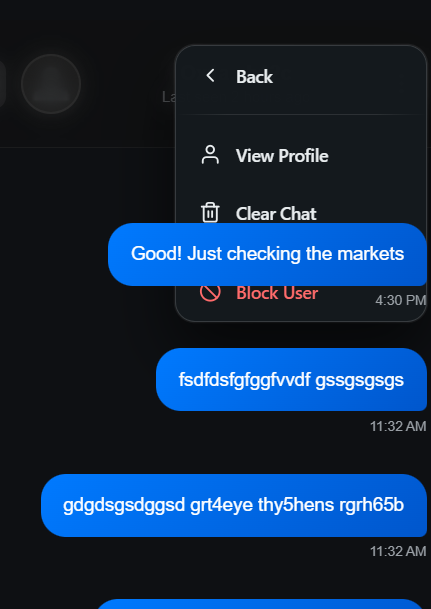 Back
La
View Profile
Clear Chat
Good! Just checking the markets
Block User
4:30 PM
fsdfdsfgfggfvvdf gssgsgsgs
11:32 AM
gdgdsgsdggsd grt4eye thy5hens rgrh65b
11:32 AM